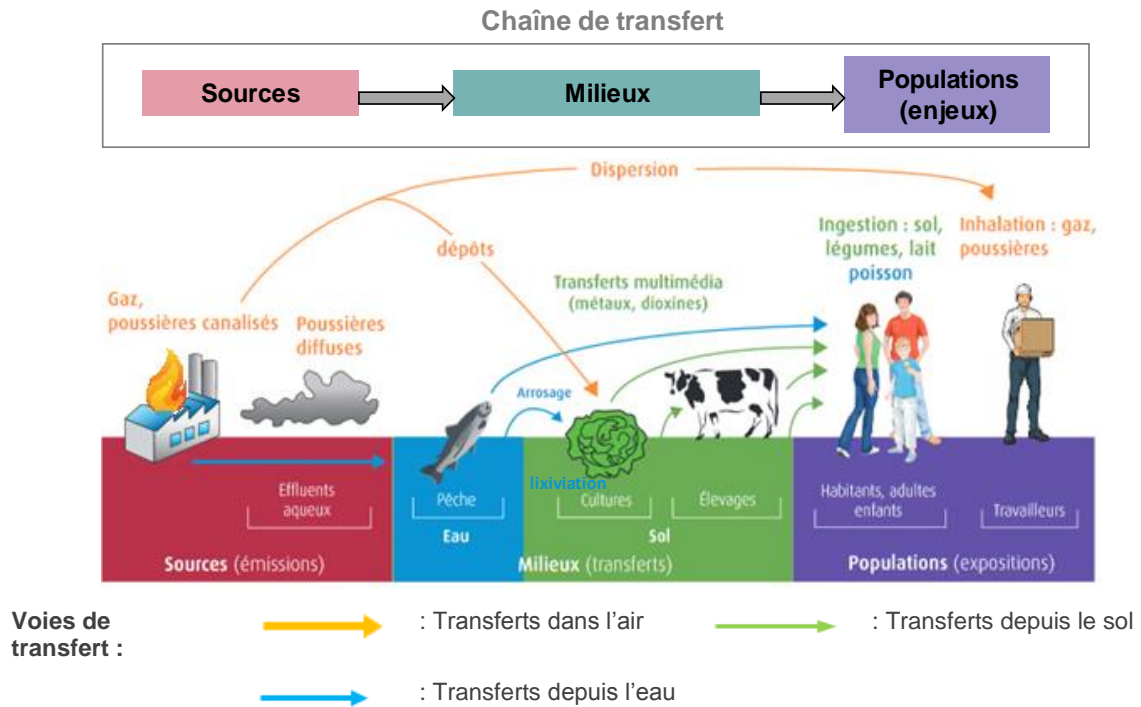 Chaîne de transfert
Sources
Milieux
Populations
(enjeux)
Dispersion
dépôts
Ingestion : sol,
légumes, lait
poisson
Inhalation : gaz,
poussières
Transferts multimédia
(métaux, dioxines)
Gaz,
poussières canalisés
Poussières
diffuses
Arrosage
lixiviation
Effluents
aqueux
Pêche
Cultures
Élevages
Habitants, adultes
enfants
Travailleurs
Eau
Sol
Sources (émissions)
Milieux (transferts)
Populations (expositions)
Voies de
transfert :
: Transferts dans l’air
: Transferts depuis le sol
: Transferts depuis l’eau